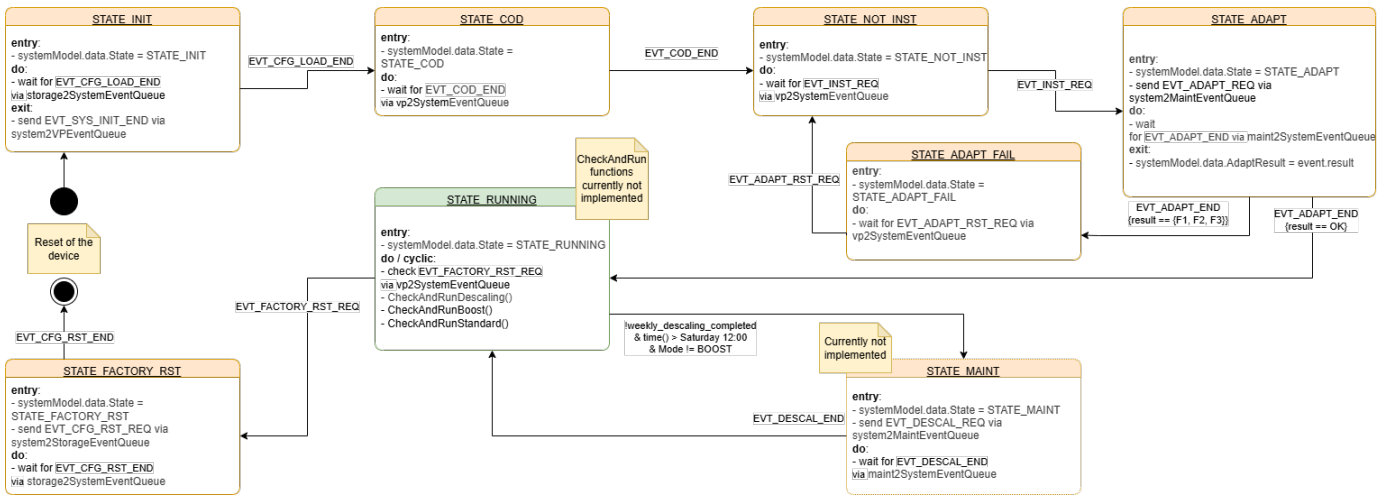 STATE_INIT
entry:
- systemModel.data.State = STATE_INIT
do:
- wait for EVT_CFG_LOAD_END
via storage2SystemEventQueue
exit:
- send EVT_SYS_INIT_END via
system2VPEventQueue
EVT_CFG_LOAD_END
STATE_COD
entry:
- systemModel.data.State =
STATE_COD
do:
- wait for EVT_COD_END
via vp2SystemEventQueue
EVT_COD_END
STATE_NOT_INST
entry:
- systemModel.data.State = STATE_NOT_INST
do:
- wait for EVT_INST_REQ
via vp2SystemEventQueue
EVT_INST_REQ
STATE_ADAPT
entry:
- systemModel.data.State = STATE_ADAPT
- send EVT_ADAPT_REQ via
system2MaintEventQueue
do:
- wait
for EVT_ADAPT_END via maint2SystemEventQueue
exit:
- systemModel.data.AdaptResult = event.result
STATE_ADAPT_FAIL
entry:
- systemModel.data.State =
STATE_ADAPT_FAIL
do:
- wait for EVT_ADAPT_RST_REQ via
vp2SystemEventQueue
EVT_ADAPT_RST_REQ
EVT_ADAPT_END
{result == {F1, F2, F3}}
EVT_ADAPT_END
{result == OK}
CheckAndRun
functions
currently not
implemented
STATE_RUNNING
entry:
- systemModel.data.State = STATE_RUNNING
do / cyclic:
- check EVT_FACTORY_RST_REQ
via vp2SystemEventQueue
- CheckAndRunDescaling()
- CheckAndRunBoost()
- CheckAndRunStandard()
Reset of the
device
EVT_FACTORY_RST_REQ
EVT_CFG_RST_END
!weekly_descaling_completed
& time() > Saturday 12:00
& Mode != BOOST
Currently not
implemented
STATE_FACTORY_RST
entry:
- systemModel.data.State =
STATE_FACTORY_RST
- send EVT_CFG_RST_REQ via
system2StorageEventQueue
do:
- wait for EVT_CFG_RST_END
via storage2SystemEventQueue
EVT_DESCAL_END
STATE_MAINT
entry:
- systemModel.data.State = STATE_MAINT
- send EVT_DESCAL_REQ via
system2MaintEventQueue
do:
- wait for EVT_DESCAL_END
via maint2SystemEventQueue